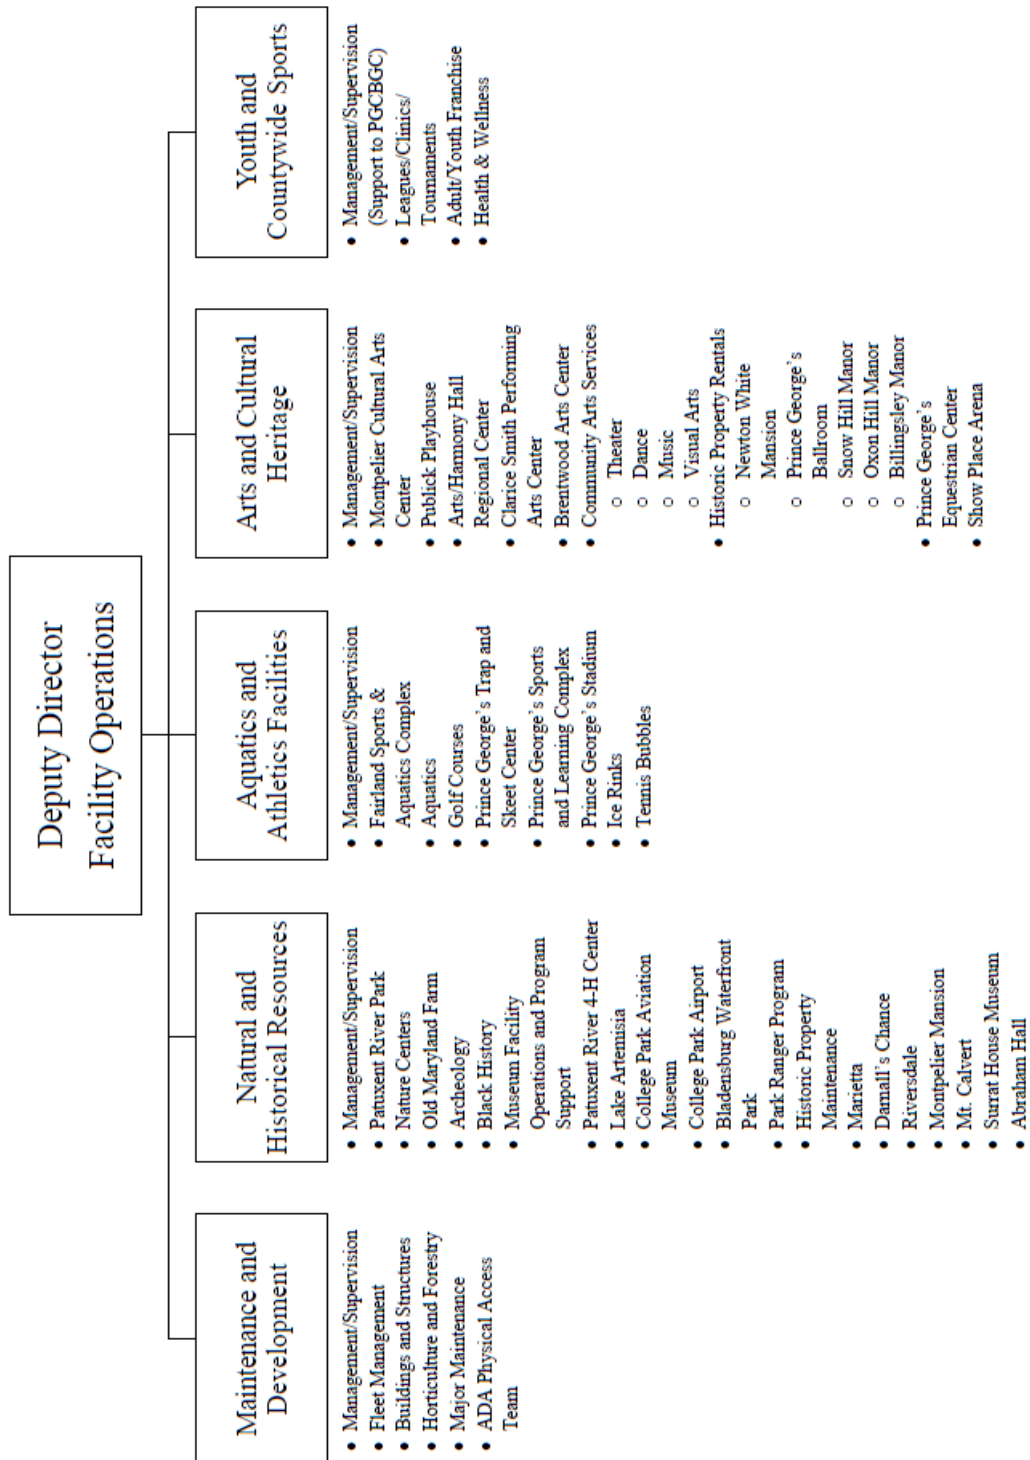 Deputy Director
Facility Operations
Maintenance and
Development
• Management/Supervision
• Fleet Management
• Buildings and Structures
• Horticulture and Forestry
• Major Maintenance
• ADA Physical Access
Team
Natural and
Historical Resources
• Management/Supervision
• Patuxent River Park
• Nature Centers
• Old Maryland Farm
• Archeology
• Black History
• Museum Facility
Operations and Program
Support
• Patuxent River 4-H Center
• Lake Artemisia
• College Park Aviation
Museum
• College Park Airport
• Bladensburg Waterfront
Park
• Park Ranger Program
• Historic Property
Maintenance
• Marietta
• Darnall's Chance
• Riversdale
• Montpelier Mansion
• Mt. Calvert
• Surrat House Museum
• Abraham Hall
Aquatics and
Athletics Facilities
• Management/Supervision
• Fairland Sports &
Aquatics Complex
• Aquatics
• Golf Courses
• Prince George's Trap and
Skeet Center
• Prince George's Sports
and Learning Complex
• Prince George's Stadium
• Ice Rinks
• Tennis Bubbles
Arts and Cultural
Heritage
• Management/Supervision
• Montpelier Cultural Arts
Center
• Publick Playhouse
• Arts/Harmony Hall
Regional Center
• Clarice Smith Performing
Arts Center
• Brentwood Arts Center
• Community Arts Services
○ Theater
○ Dance
○ Music
○ Visual Arts
• Historic Property Rentals
○ Newton White
Mansion
○ Prince George's
Ballroom
○ Snow Hill Manor
○ Oxon Hill Manor
○ Billingsley Manor
• Prince George's
Equestrian Center
• Show Place Arena
Youth and
Countywide Sports
• Management/Supervision
(Support to PGCBGC)
• Leagues/Clinics/
Tournaments
• Adult/Youth Franchise
• Health & Wellness